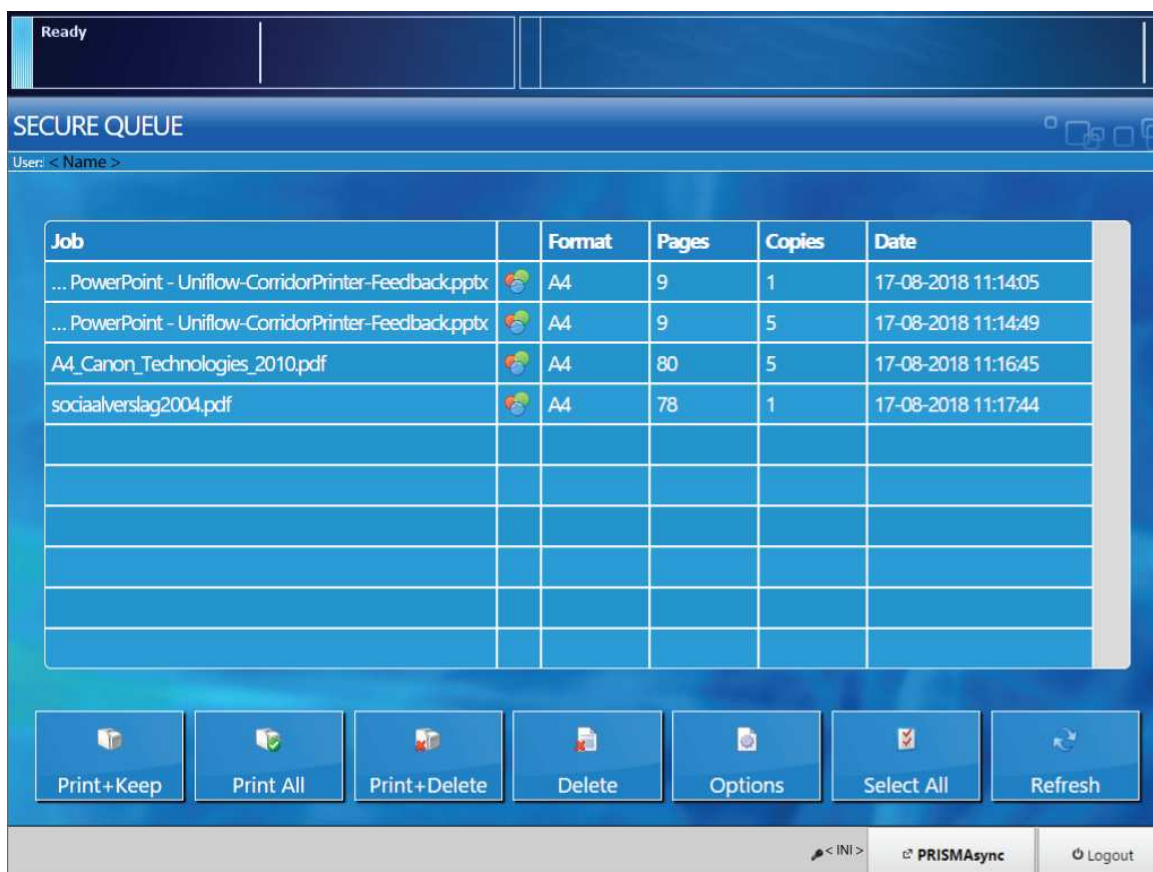 Ready
SECURE QUEUE
User: < Name >
Job Format Pages Copies Date
... PowerPoint - Uniflow-CorridorPrinter-Feedback.pptx A4 9 1 17-08-2018 11:14:05
... PowerPoint - Uniflow-CorridorPrinter-Feedback.pptx A4 9 5 17-08-2018 11:14:49
A4_Canon_Technologies_2010.pdf A4 80 5 17-08-2018 11:16:45
sociaalverslag2004.pdf A4 78 1 17-08-2018 11:17:44
Print+Keep Print All Print+Delete Delete Options Select All Refresh
< INI > PRISMAsync Logout